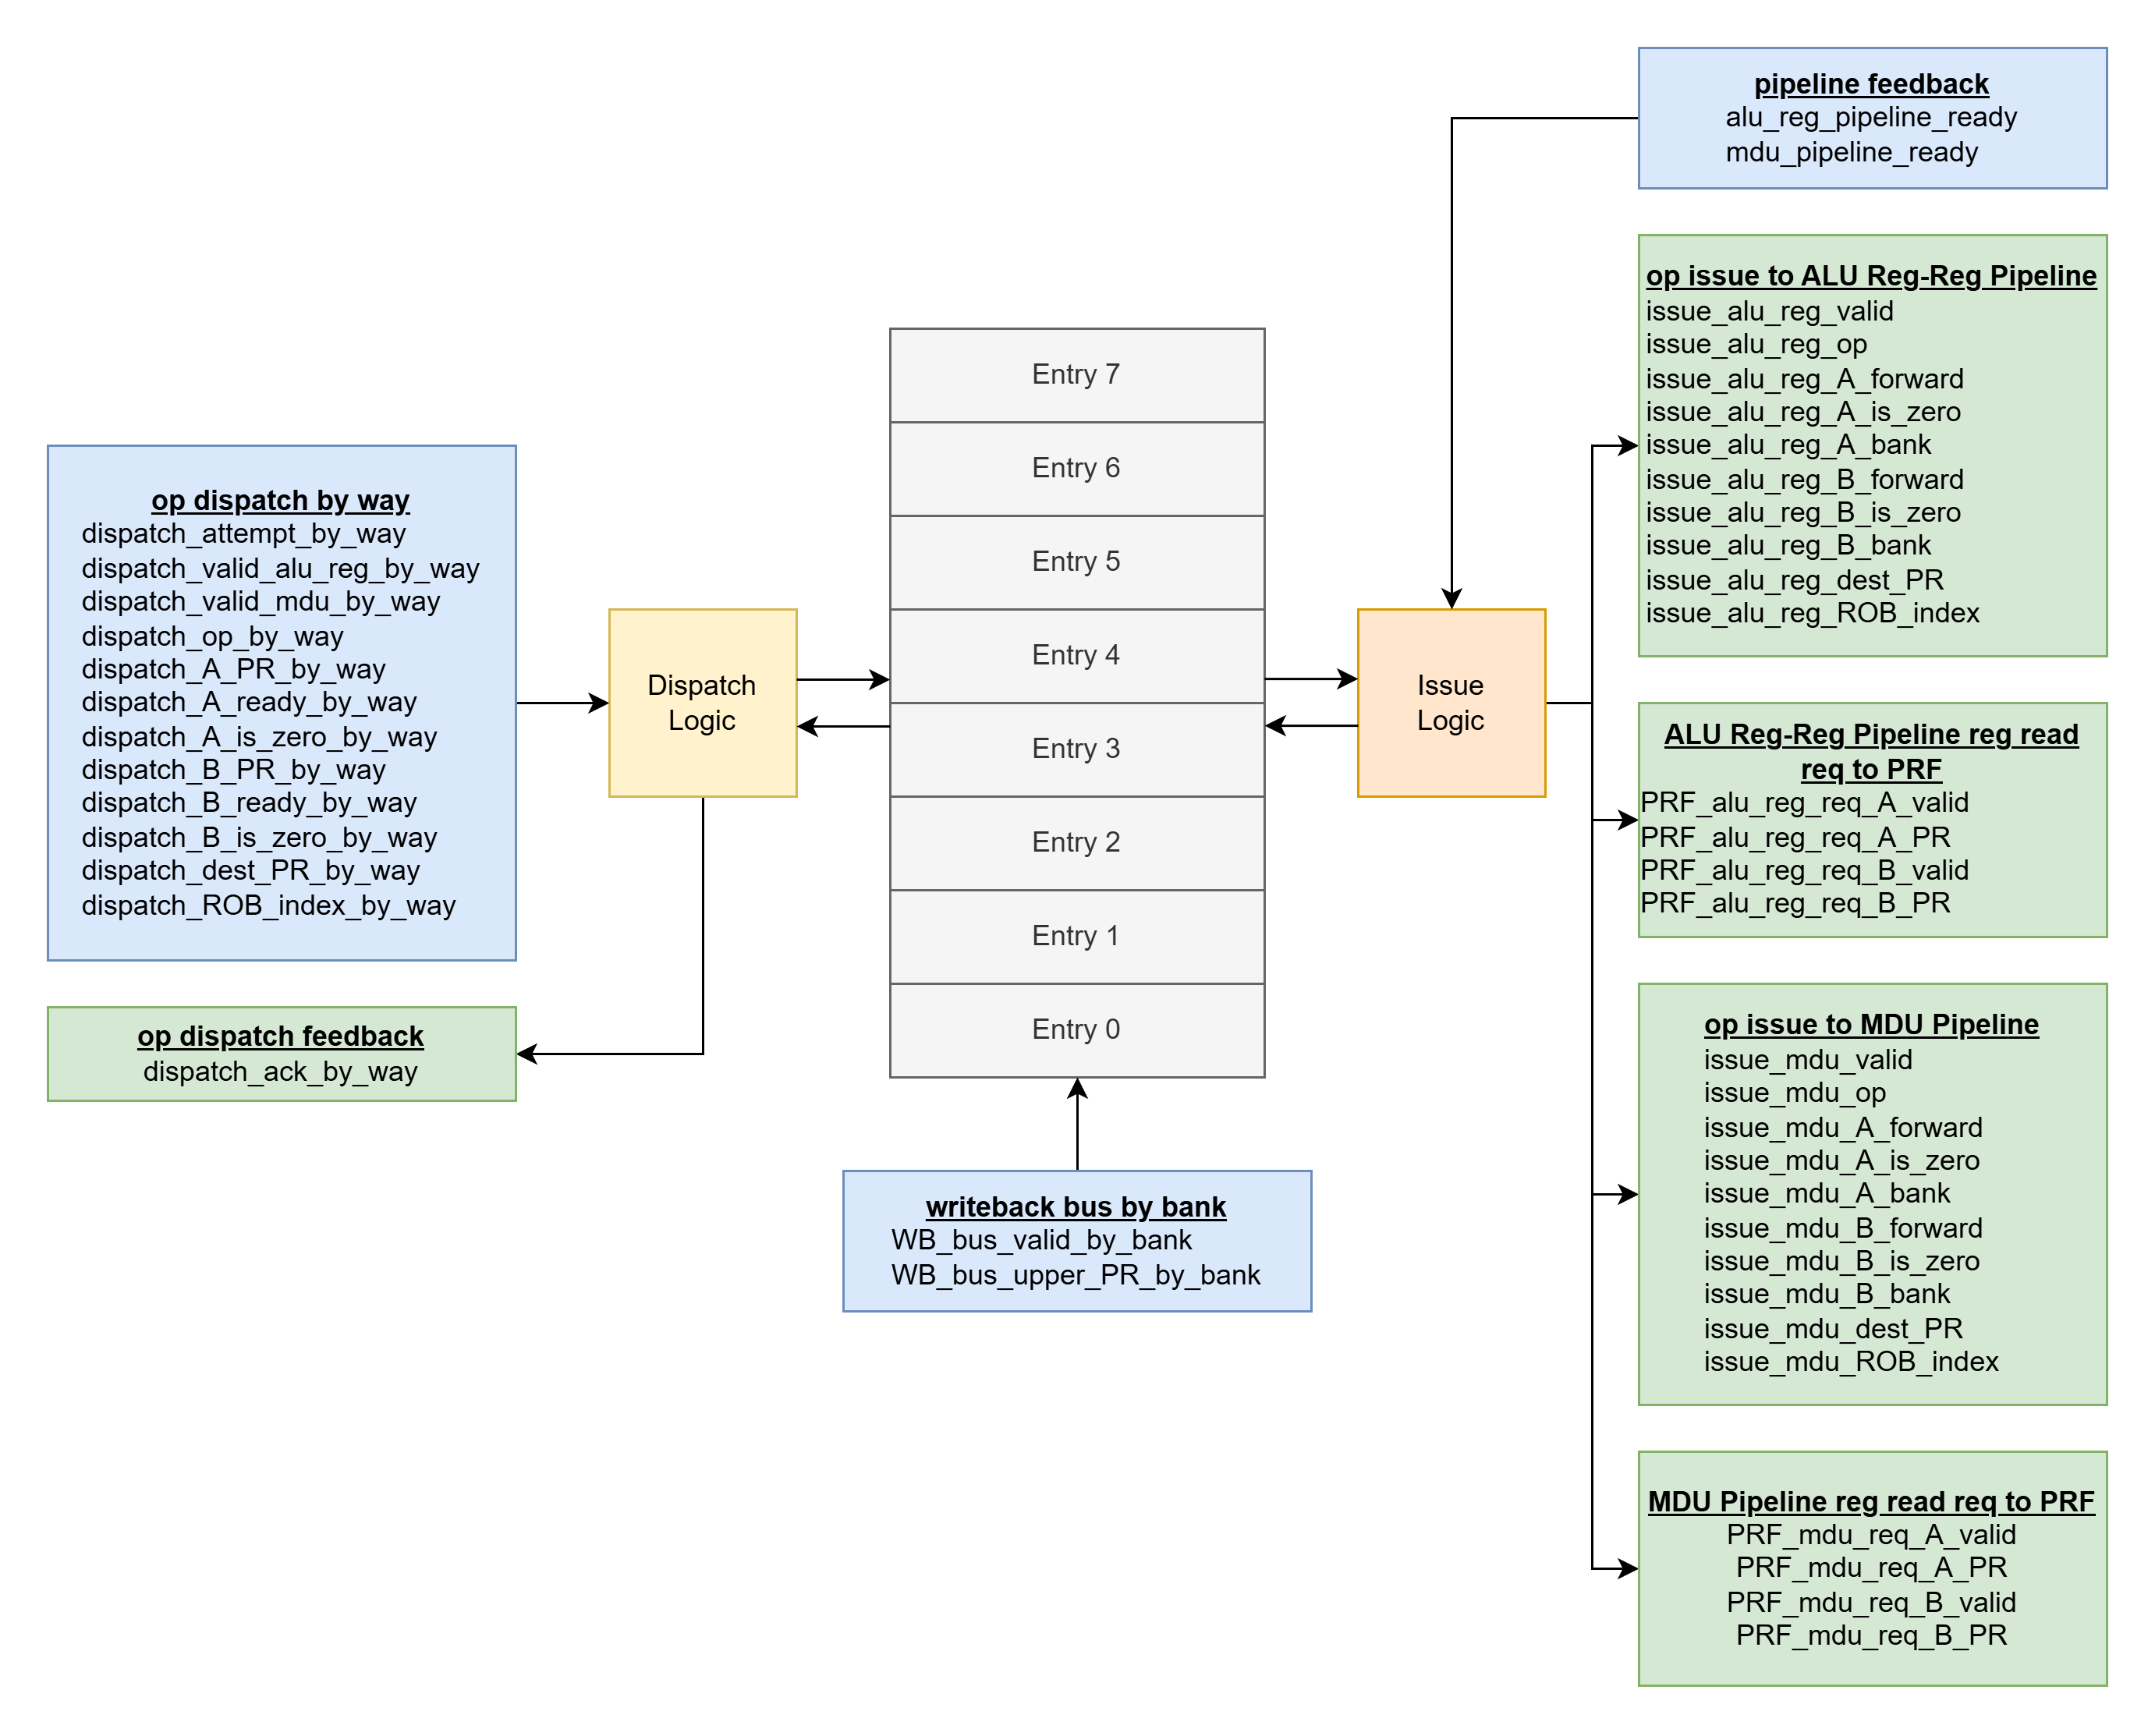 pipeline feedback
alu_reg_pipeline_ready
mdu_pipeline_ready
op issue to ALU Reg-Reg Pipeline
issue_alu_reg_valid
issue_alu_reg_op
issue_alu_reg_A_forward
issue_alu_reg_A_is_zero
issue_alu_reg_A_bank
issue_alu_reg_B_forward
issue_alu_reg_B_is_zero
issue_alu_reg_B_bank
issue_alu_reg_dest_PR
issue_alu_reg_ROB_index
op dispatch by way
dispatch_attempt_by_way
dispatch_valid_alu_reg_by_way
dispatch_valid_mdu_by_way
dispatch_op_by_way
dispatch_A_PR_by_way
dispatch_A_ready_by_way
dispatch_A_is_zero_by_way
dispatch_B_PR_by_way
dispatch_B_ready_by_way
dispatch_B_is_zero_by_way
dispatch_dest_PR_by_way
dispatch_ROB_index_by_way
Dispatch
Logic
Entry 7
Entry 6
Entry 5
Entry 4
Entry 3
Entry 2
Entry 1
Entry 0
Issue
Logic
ALU Reg-Reg Pipeline reg read
req to PRF
PRF_alu_reg_req_A_valid
PRF_alu_reg_req_A_PR
PRF_alu_reg_req_B_valid
PRF_alu_reg_req_B_PR
op dispatch feedback
dispatch_ack_by_way
writeback bus by bank
WB_bus_valid_by_bank
WB_bus_upper_PR_by_bank
op issue to MDU Pipeline
issue_mdu_valid
issue_mdu_op
issue_mdu_A_forward
issue_mdu_A_is_zero
issue_mdu_A_bank
issue_mdu_B_forward
issue_mdu_B_is_zero
issue_mdu_B_bank
issue_mdu_dest_PR
issue_mdu_ROB_index
MDU Pipeline reg read req to PRF
PRF_mdu_req_A_valid
PRF_mdu_req_A_PR
PRF_mdu_req_B_valid
PRF_mdu_req_B_PR